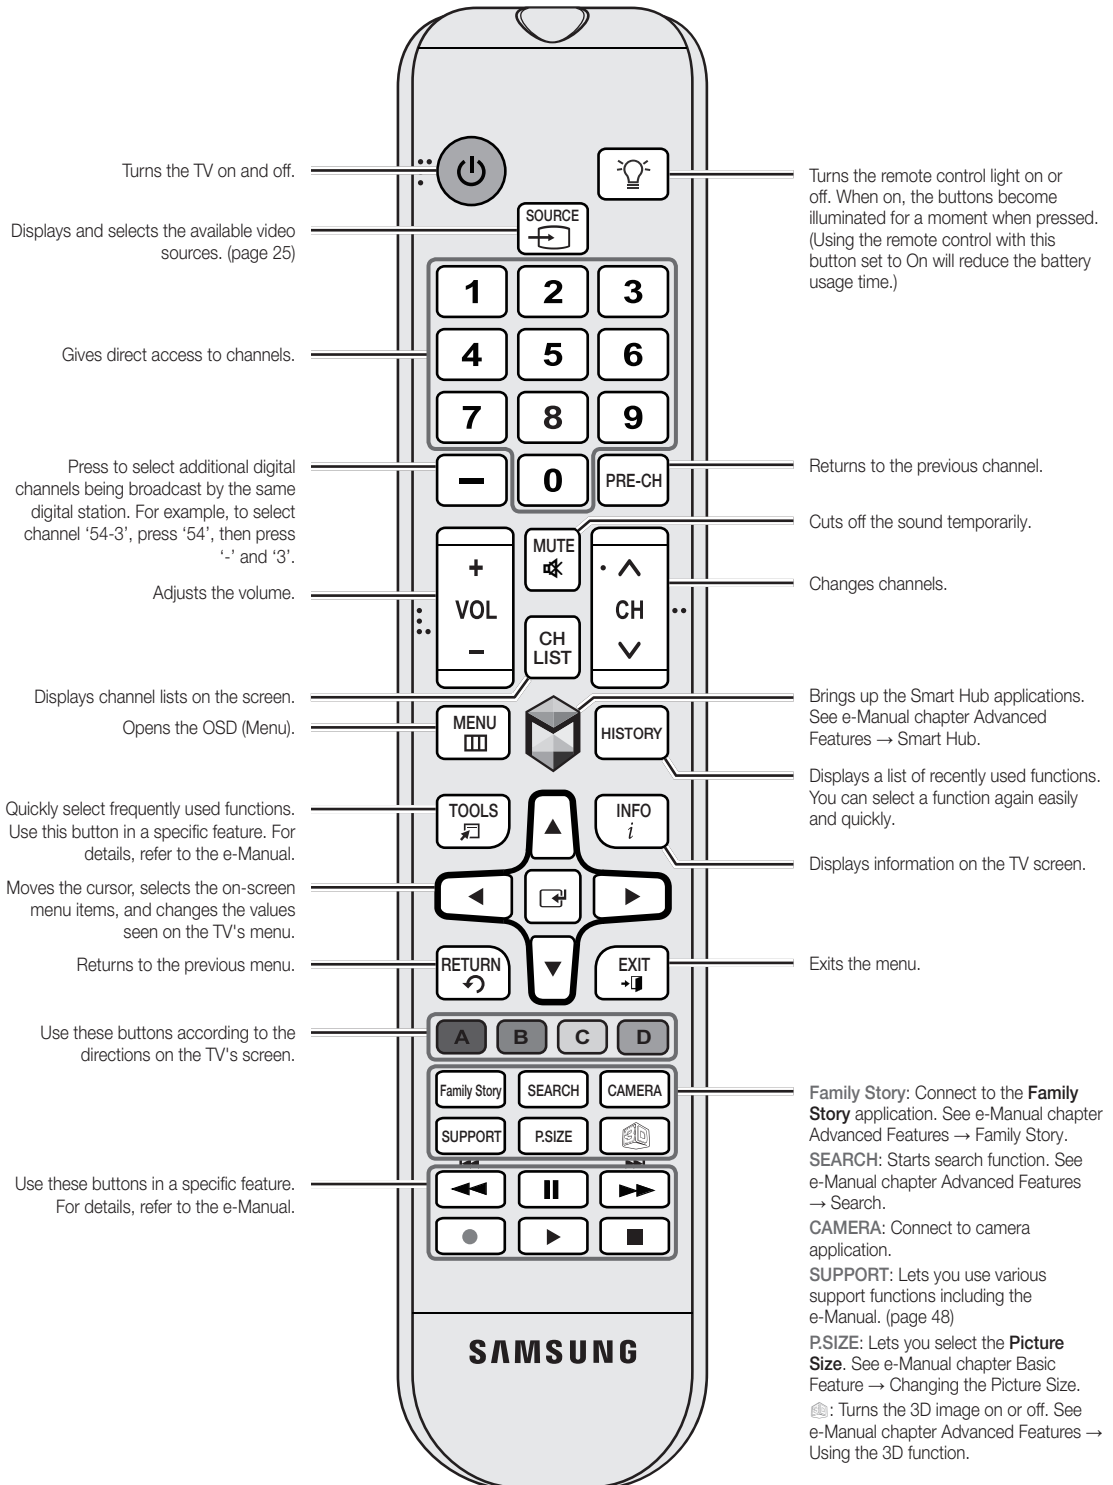 Turns the TV on and off.
Displays and selects the available video
sources. (page 25)
Gives direct access to channels.
Press to select additional digital
channels being broadcast by the same
digital station. For example, to select
channel ‘54-3’, press ‘54’, then press
‘-’ and ‘3’.
Adjusts the volume.
Displays channel lists on the screen.
Opens the OSD (Menu).
Quickly select frequently used functions.
Use this button in a specific feature. For
details, refer to the e-Manual.
Moves the cursor, selects the on-screen
menu items, and changes the values
seen on the TV's menu.
Returns to the previous menu.
Use these buttons according to the
directions on the TV's screen.
Use these buttons in a specific feature.
For details, refer to the e-Manual.
SOURCE
1 2 3
4 5 6
7 8 9
– 0 PRE-CH
+
VOL
–
MUTE
CH
LIST
CH
MENU
HISTORY
TOOLS
INFO
i
RETURN
EXIT
A B C D
Family Story SEARCH CAMERA
SUPPORT P.SIZE 3D
SAMSUNG
Turns the remote control light on or
off. When on, the buttons become
illuminated for a moment when pressed.
(Using the remote control with this
button set to On will reduce the battery
usage time.)
Returns to the previous channel.
Cuts off the sound temporarily.
Changes channels.
Brings up the Smart Hub applications.
See e-Manual chapter Advanced
Features → Smart Hub.
Displays a list of recently used functions.
You can select a function again easily
and quickly.
Displays information on the TV screen.
Exits the menu.
Family Story: Connect to the Family
Story application. See e-Manual chapter
Advanced Features → Family Story.
SEARCH: Starts search function. See
e-Manual chapter Advanced Features
→ Search.
CAMERA: Connect to camera
application.
SUPPORT: Lets you use various
support functions including the
e-Manual. (page 48)
P.SIZE: Lets you select the Picture
Size. See e-Manual chapter Basic
Feature → Changing the Picture Size.
: Turns the 3D image on or off. See
e-Manual chapter Advanced Features →
Using the 3D function.